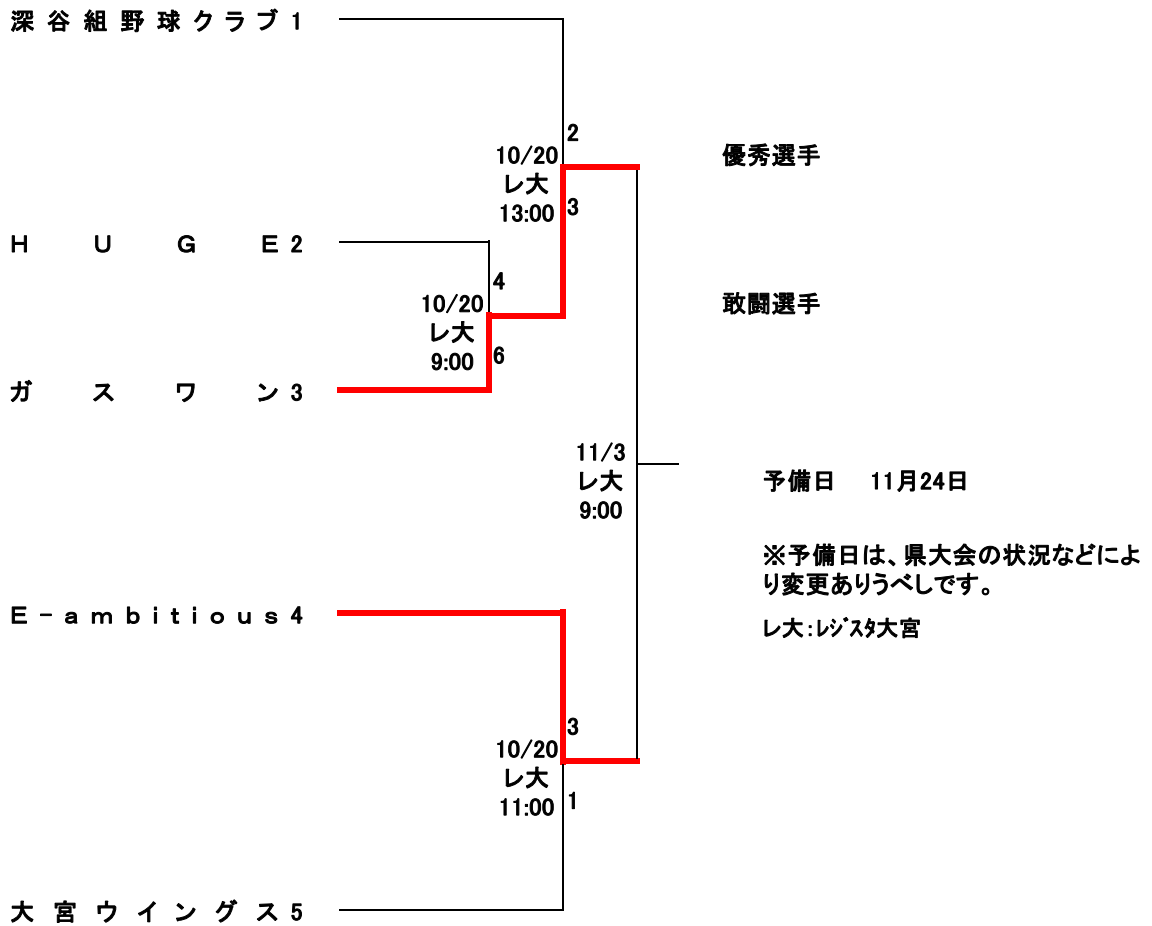 深谷組野球クラブ 1
2
10/20
レ大
13:00
優秀選手
3
ＨＵＧＥ 2
4
10/20
レ大
9:00
敢闘選手
6
ガスワン 3
11/3
レ大
9:00
予備日 11月24日
※予備日は、県大会の状況などによ
り変更ありうべしです。
レ大：ﾚｼﾞｽﾀ大宮
Ｅ－ａｍｂｉｔｉｏｕｓ 4
3
10/20
レ大
11:00
1
大宮ウイングス 5